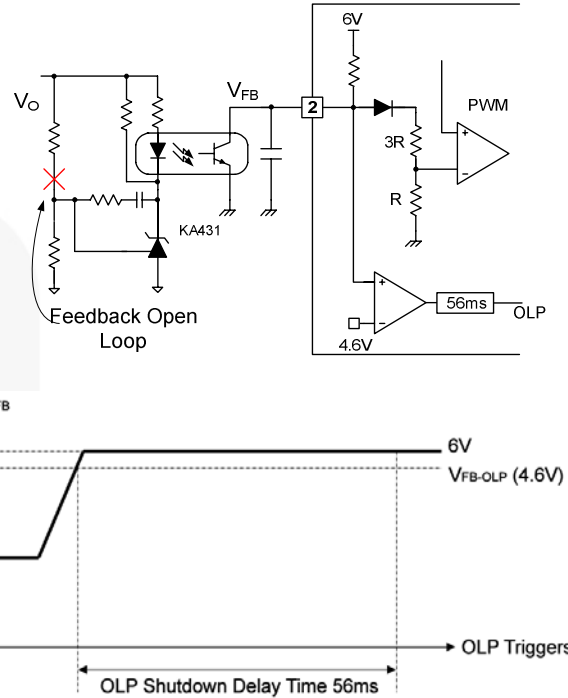 6V
VO
VFB
2
PWM
3R
R
KA431
56ms
OLP
4.6V
Feedback Open
Loop
FB
6V
VFB-OLP (4.6V)
OLP Triggers
OLP Shutdown Delay Time 56ms